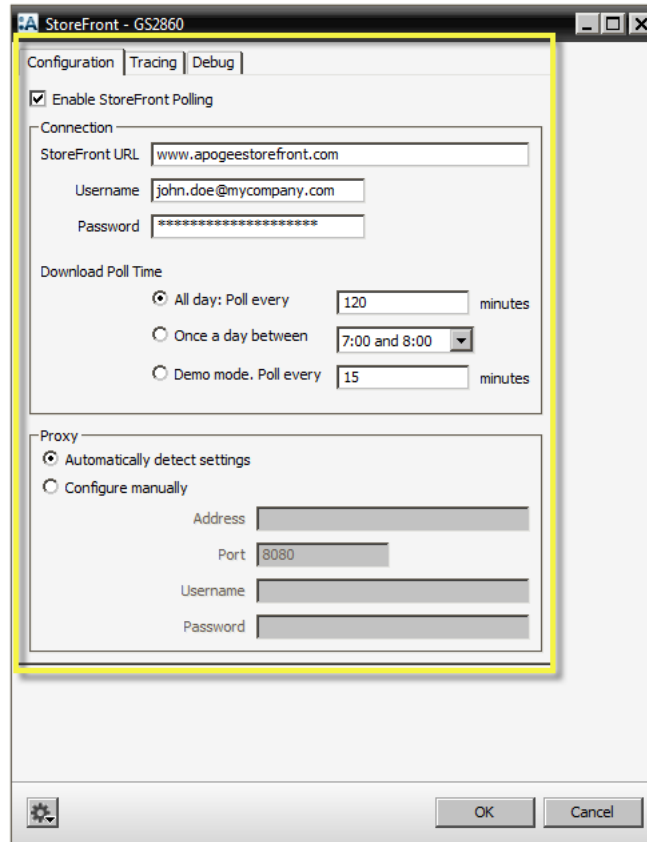 StoreFront - GS2860
Configuration Tracing Debug
Enable StoreFront Polling
Connection
StoreFront URL www.apogeestorefront.com
Username john.doe@mycompany.com
Password ********************
Download Poll Time
All day: Poll every 120 minutes
Once a day between 7:00 and 8:00
Demo mode. Poll every 15 minutes
Proxy
Automatically detect settings
Configure manually
Address
Port 8080
Username
Password
OK Cancel